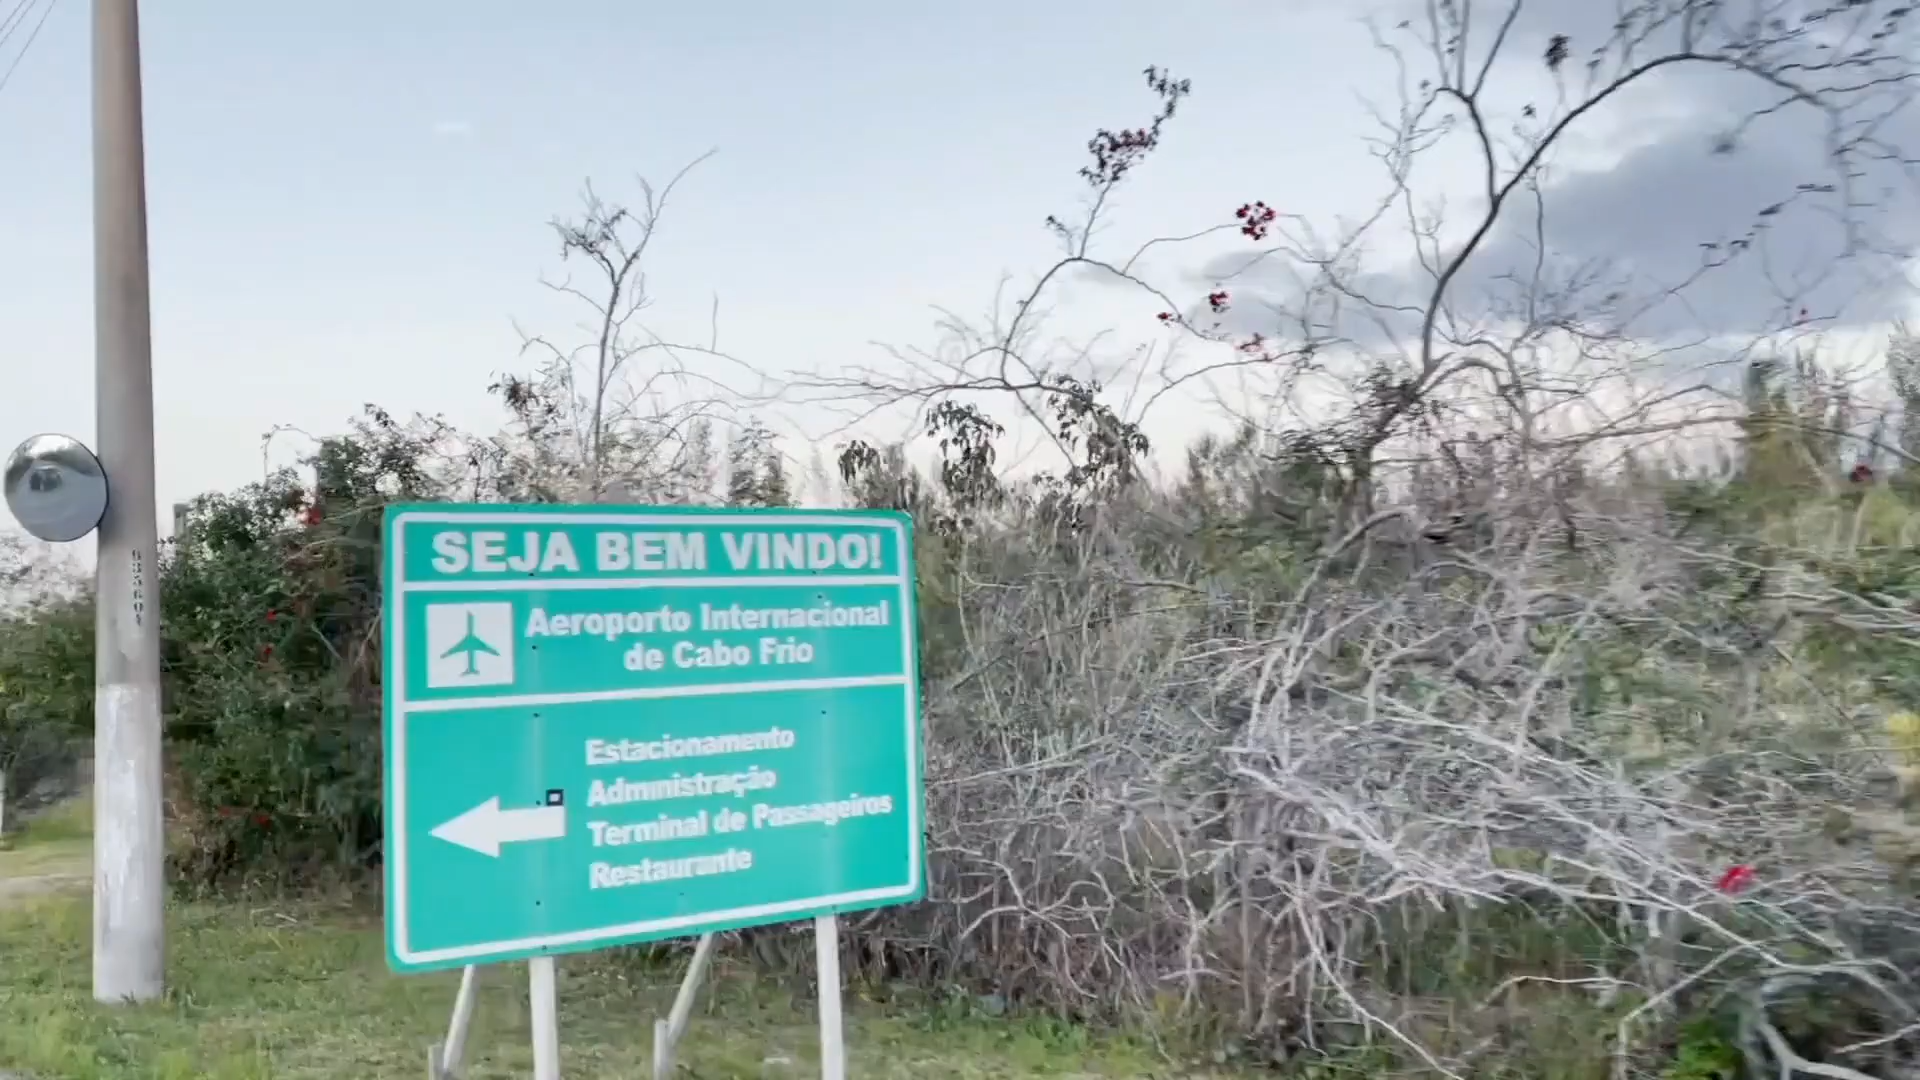 SEJA BEM VINDO!
Aeroporto Internacional
de Cabo Frio
Estacionamento
Administração
Terminal de Passageiros
Restaurante